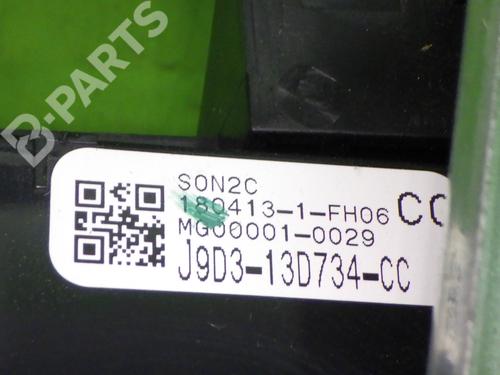 B-PARTS
SON2C
180413-1-FH06 CC
MG00001-0029
J9D3-13D734-CC